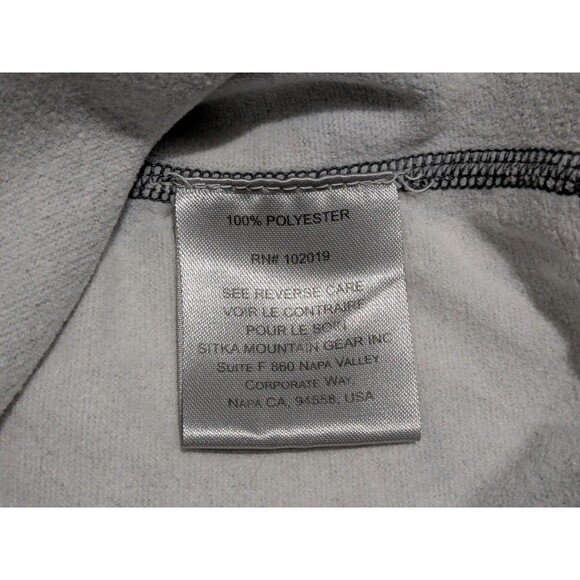 100% POLYESTER
RN# 102019
SEE REVERSE CARE
VOIR LE CONTRAIRE
POUR LE SOIN
SITKA MOUNTAIN GEAR INC
SUITE F 860 NAPA VALLEY
CORPORATE WAY,
NAPA CA, 94558, USA